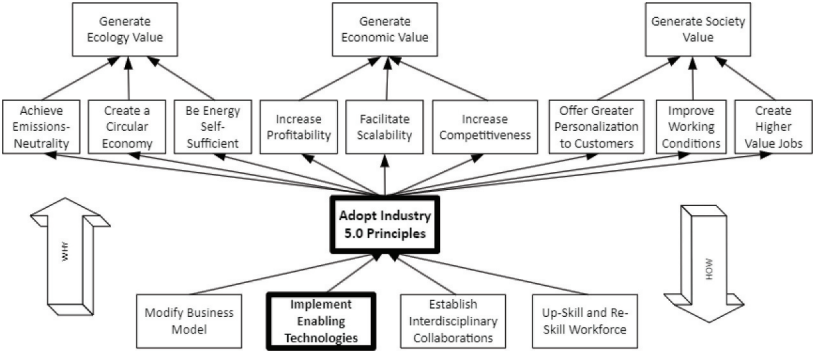 Generate
Ecology Value
Generate
Economic Value
Generate Society
Value
Achieve
Emissions-
Neutrality
Create a
Circular
Economy
Be Energy
Self-
Sufficient
Increase
Profitability
Facilitate
Scalability
Increase
Competitiveness
Offer Greater
Personalization
to Customers
Improve
Working
Conditions
Create
Higher
Value Jobs
WHY
Adopt Industry
5.0 Principles
HOW
Modify Business
Model
Implement
Enabling
Technologies
Establish
Interdisciplinary
Collaborations
Up-Skill and Re-
Skill Workforce